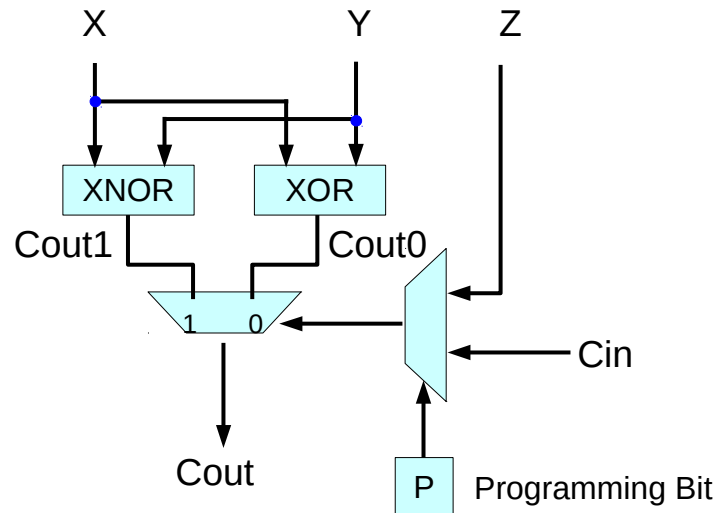 X
Y
Z
XNOR
XOR
Cout1
Cout0
1
0
Cin
Cout
P
Programming Bit